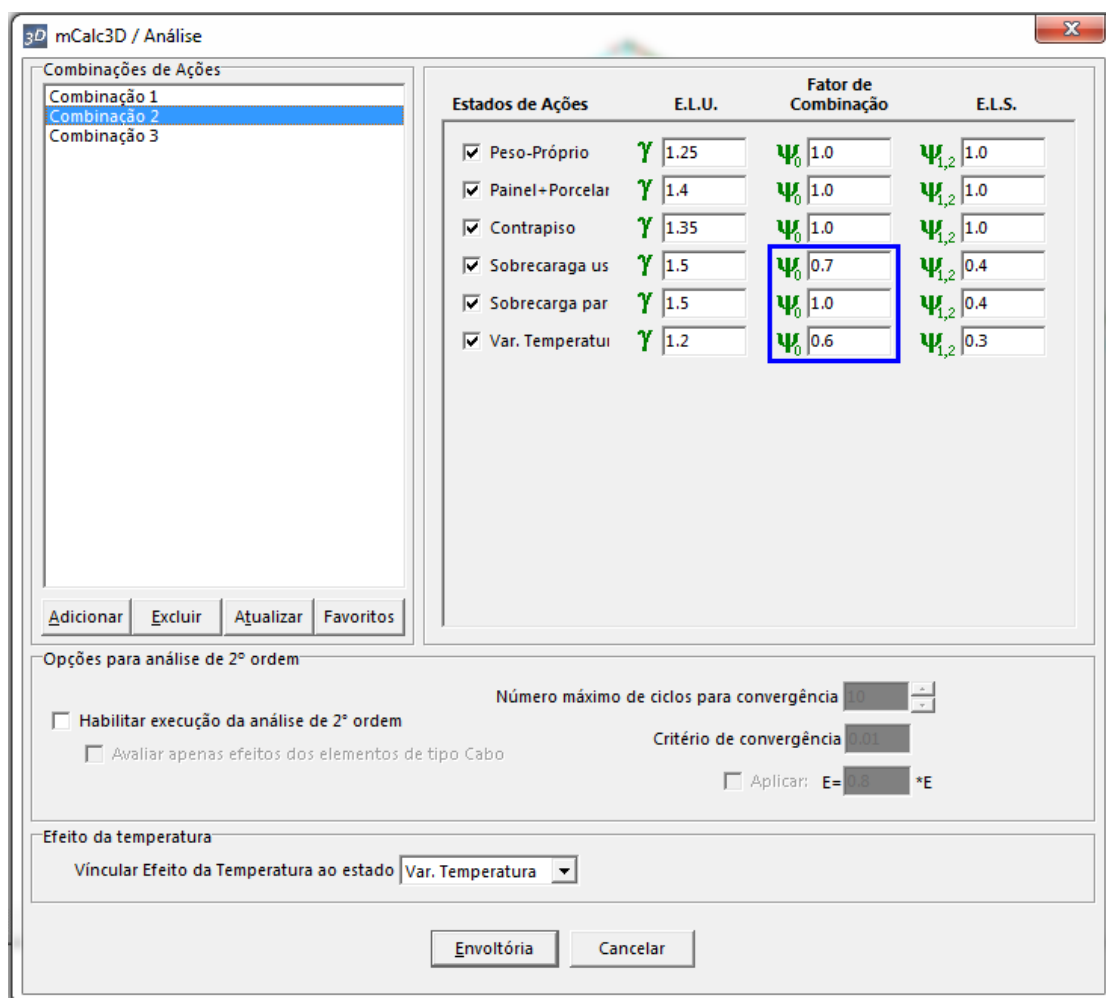 3D mCalc3D / Análise
Combinações de Ações
Combinação 1
Combinação 2
Combinação 3
Adicionar Excluir Atualizar Favoritos
Estados de Ações E.L.U. Fator de Combinação E.L.S.
Peso-Próprio γ 1.25 Ψ0 1.0 Ψ1,2 1.0
Painel+Porcelar γ 1.4 Ψ0 1.0 Ψ1,2 1.0
Contrapiso γ 1.35 Ψ0 1.0 Ψ1,2 1.0
Sobrecaraga us γ 1.5 Ψ0 0.7 Ψ1,2 0.4
Sobrecarga par γ 1.5 Ψ0 1.0 Ψ1,2 0.4
Var. Temperatur γ 1.2 Ψ0 0.6 Ψ1,2 0.3
Opções para análise de 2º ordem
Habilitar execução da análise de 2° ordem
Avaliar apenas efeitos dos elementos de tipo Cabo
Número máximo de ciclos para convergência 10
Critério de convergência 0.01
Aplicar: E= 0.8 *E
Efeito da temperatura
Víncular Efeito da Temperatura ao estado Var. Temperatura
Envoltória Cancelar